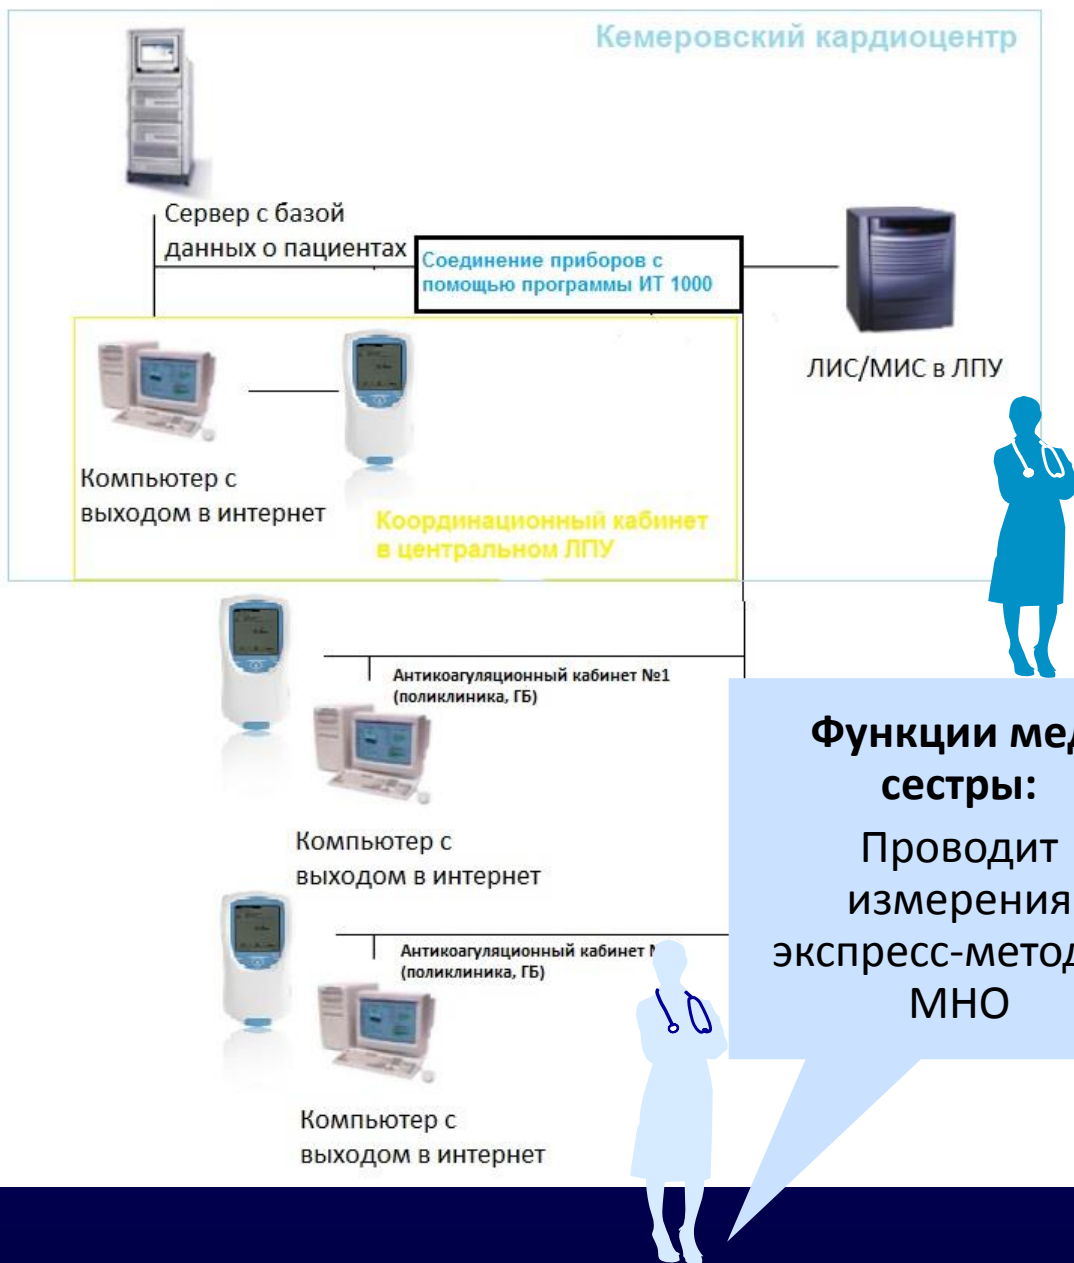 Кемеровский кардиоцентр
Сервер с базой
данных о пациентах
Соединение приборов с
помощью программы ИТ 1000
ЛИС/МИС в ЛПУ
Компьютер с
выходом в интернет
Координационный кабинет
в центральном ЛПУ
Антикоагуляционный кабинет №1
(поликлиника, ГБ)
Компьютер с
выходом в интернет
Функции мед
сестры:
Проводит
измерения
экспресс-метод
МНО
Антикоагуляционный кабинет
(поликлиника, ГБ)
Компьютер с
выходом в интернет